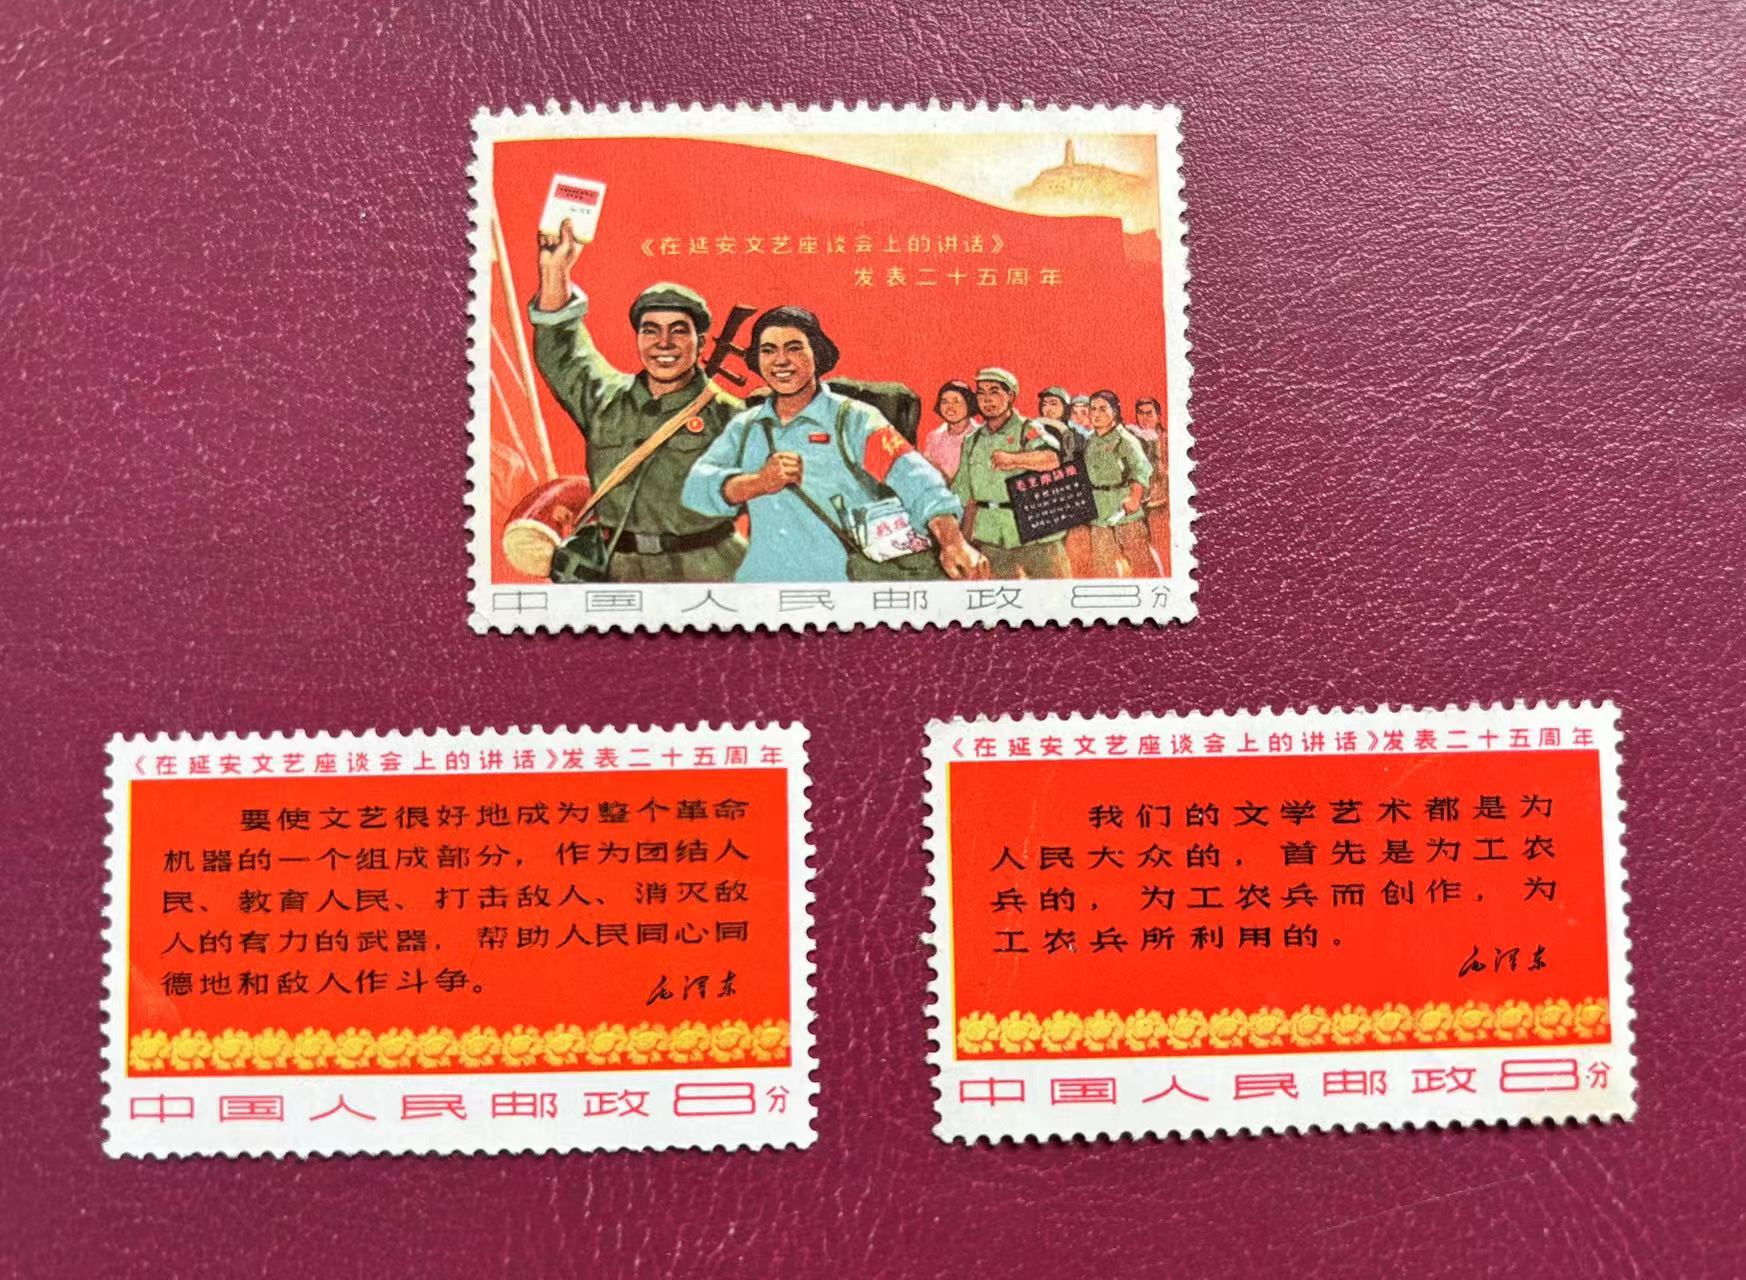 《在延安文艺座谈会上的讲话》
发表二十五周年
红
战报
毛主席语录
中国人民邮政 8分
《在延安文艺座谈会上的讲话》发表二十五周年
要使文艺很好地成为整个革命
机器的一个组成部分，作为团结人
民、教育人民、打击敌人、消灭敌
人的有力的武器，帮助人民同心同
德地和敌人作斗争。
毛泽东
中国人民邮政 8分
《在延安文艺座谈会上的讲话》发表二十五周年
我们的文学艺术都是为
人民大众的，首先是为工农
兵的，为工农兵而创作，为
工农兵所利用的。
毛泽东
中国人民邮政 8分